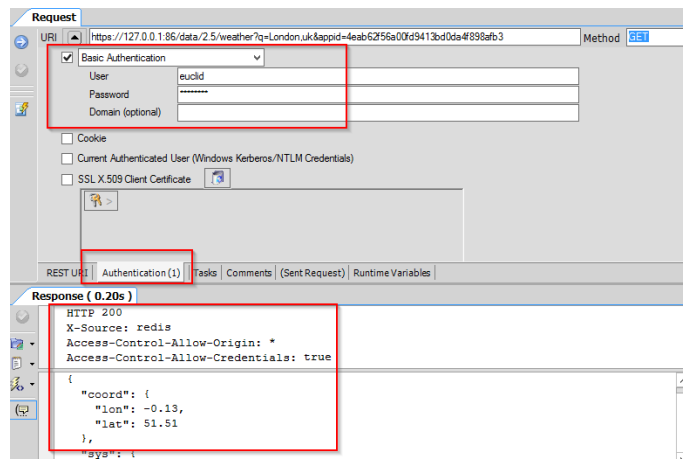 Request
URI https://127.0.0.1:86/data/2.5/weather?q=London,uk&appid=4eab62f56a00fd9413bd0da4f898afb3 Method GET
Basic Authentication
User euclid
Password ********
Domain (optional)
Cookie
Current Authenticated User (Windows Kerberos/NTLM Credentials)
SSL X.509 Client Certificate
>
REST URI Authentication (1) Tasks Comments (Sent Request) Runtime Variables
Response ( 0.20s )
HTTP 200
X-Source: redis
Access-Control-Allow-Origin: *
Access-Control-Allow-Credentials: true
{
"coord": {
"lon": -0.13,
"lat": 51.51
},
"sys": {